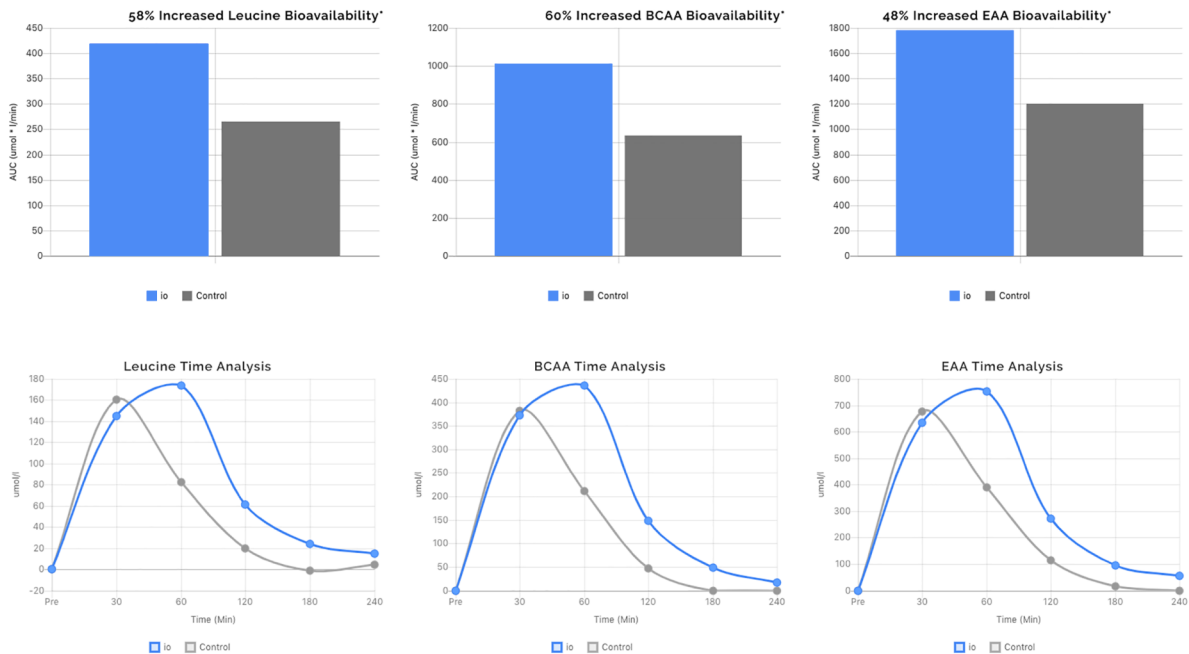 58% Increased Leucine Bioavailability*
450
400
350
300
250
200
150
100
50
0
AUC (umol * l/min)
io
Control
60% Increased BCAA Bioavailability*
1200
1000
800
600
400
200
0
AUC (umol * l/min)
io
Control
48% Increased EAA Bioavailability*
1800
1600
1400
1200
1000
800
600
400
200
0
AUC (umol * l/min)
io
Control
Leucine Time Analysis
180
160
140
120
100
80
60
40
20
0
-20
umol/l
Pre 30 60 120 180 240
Time (Min)
io
Control
BCAA Time Analysis
450
400
350
300
250
200
150
100
50
0
umol/l
Pre 30 60 120 180 240
Time (Min)
io
Control
EAA Time Analysis
800
700
600
500
400
300
200
100
0
umol/l
Pre 30 60 120 180 240
Time (Min)
io
Control